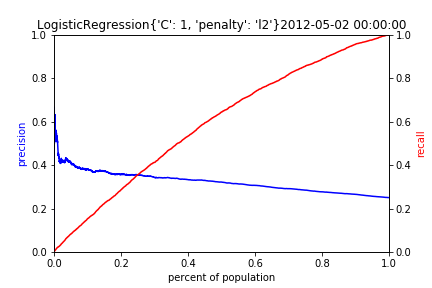 LogisticRegression{'C': 1, 'penalty': 'l2'}2012-05-02 00:00:00
1.0 1.0
0.8 0.8
0.6 0.6
precision recall
0.4 0.4
0.2 0.2
0.0 0.0
0.0 0.2 0.4 0.6 0.8 1.0
percent of population